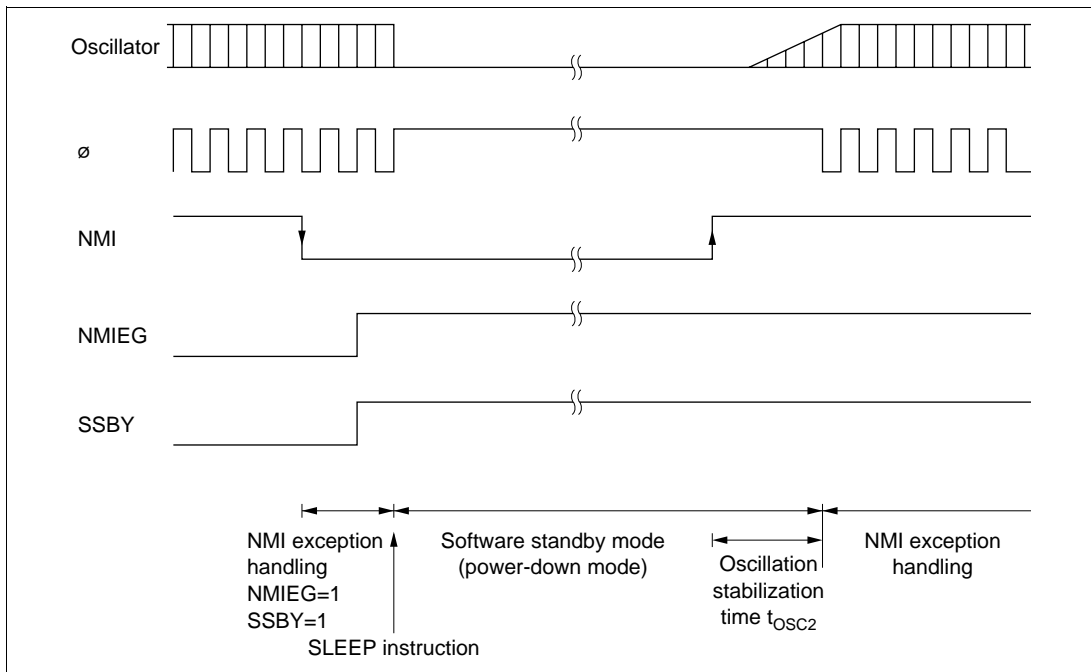 Oscillator
ø
NMI
NMIEG
SSBY
NMI exception
handling
NMIEG=1
SSBY=1
SLEEP instruction
Software standby mode
(power-down mode)
Oscillation
stabilization
time tOSC2
NMI exception
handling